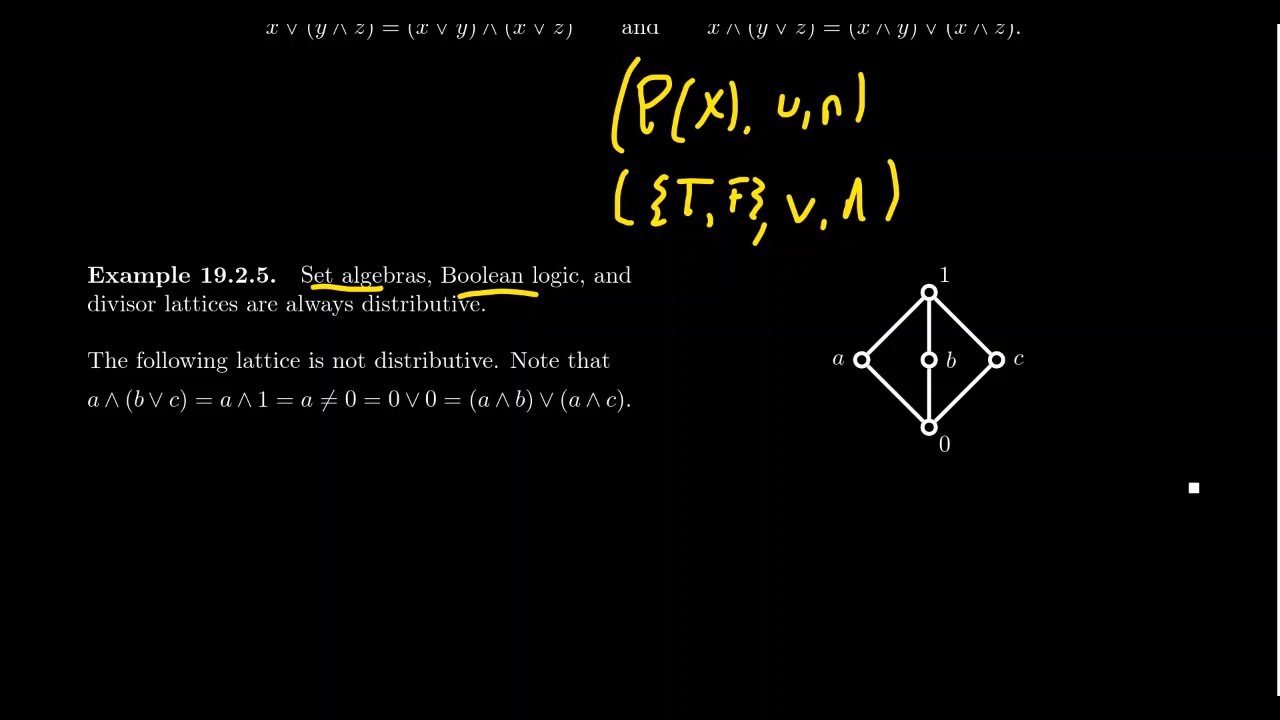 x ∨ (y ∧ z) = (x ∨ y) ∧ (x ∨ z) and x ∧ (y ∨ z) = (x ∧ y) ∨ (x ∧ z).
(P(X), ∪, ∩)
({T, F}, ∨, ∧)
Example 19.2.5. Set algebras, Boolean logic, and
divisor lattices are always distributive.
The following lattice is not distributive. Note that
a ∧ (b ∨ c) = a ∧ 1 = a ≠ 0 = 0 ∨ 0 = (a ∧ b) ∨ (a ∧ c).
1
a b c
0